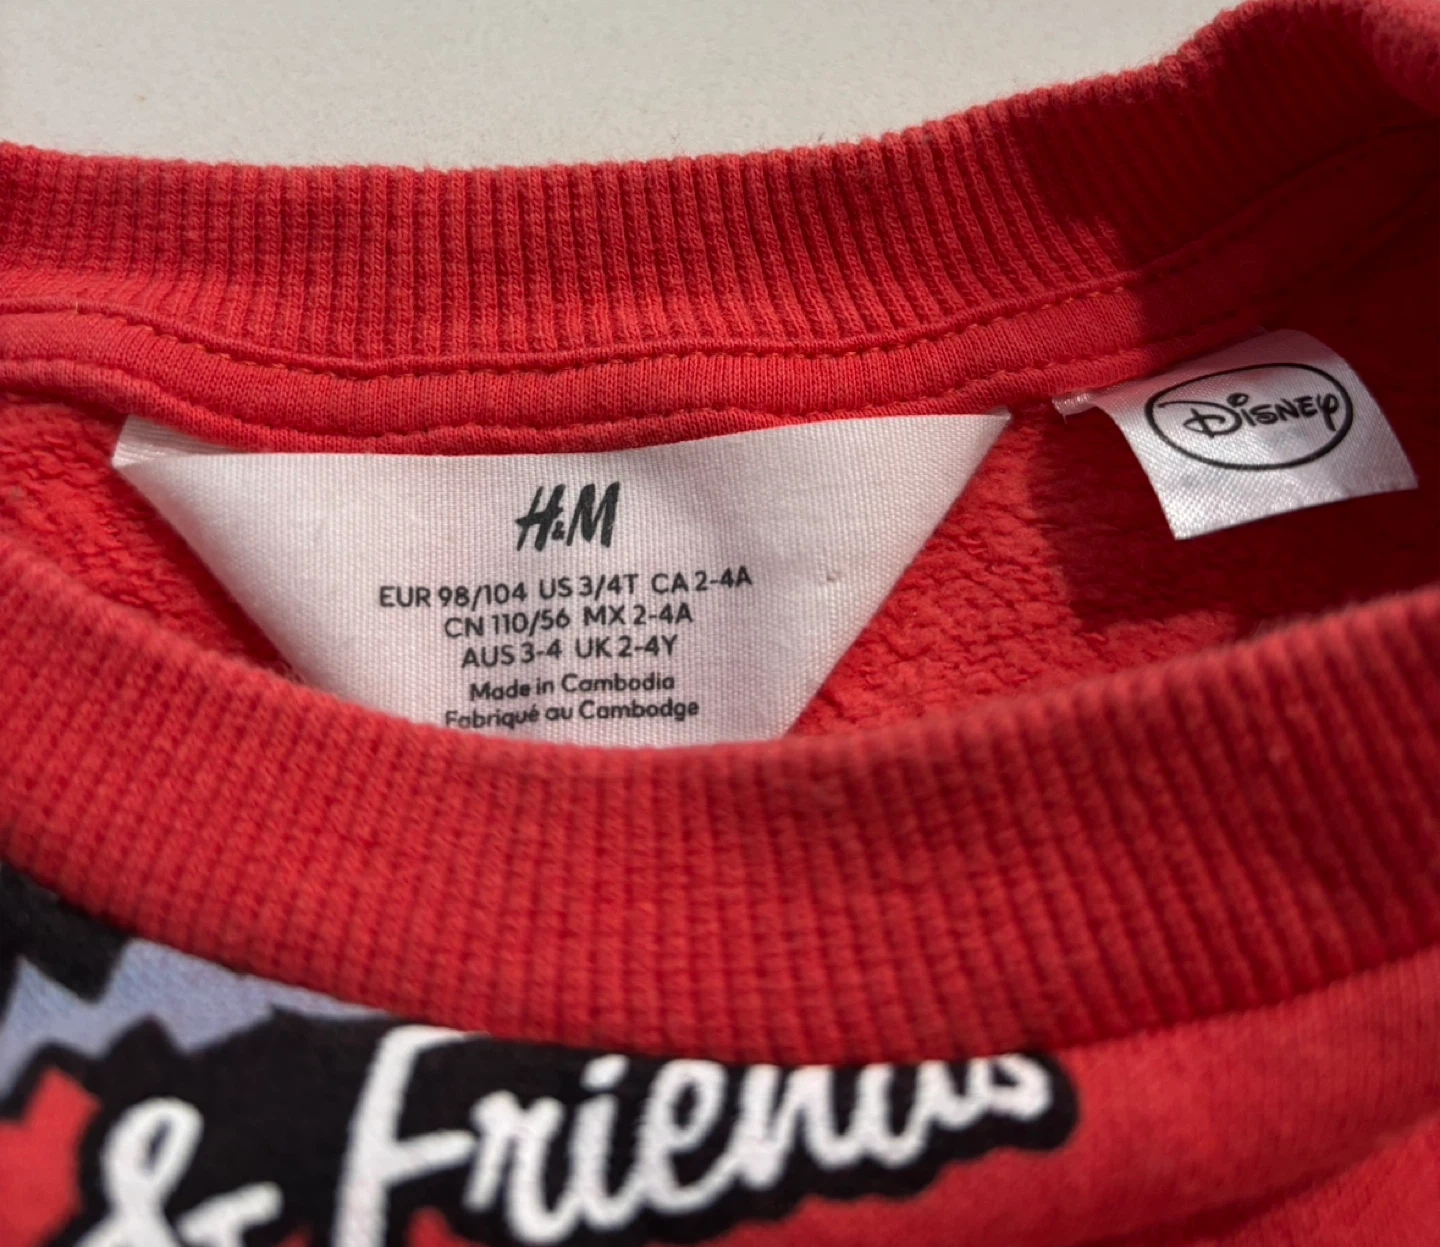 H&M
EUR 98/104 US 3/4T CA 2-4A
CN 110/56 MX 2-4A
AUS 3-4 UK 2-4Y
Made in Cambodia
Fabriqué au Cambodge
Disney
& Friends